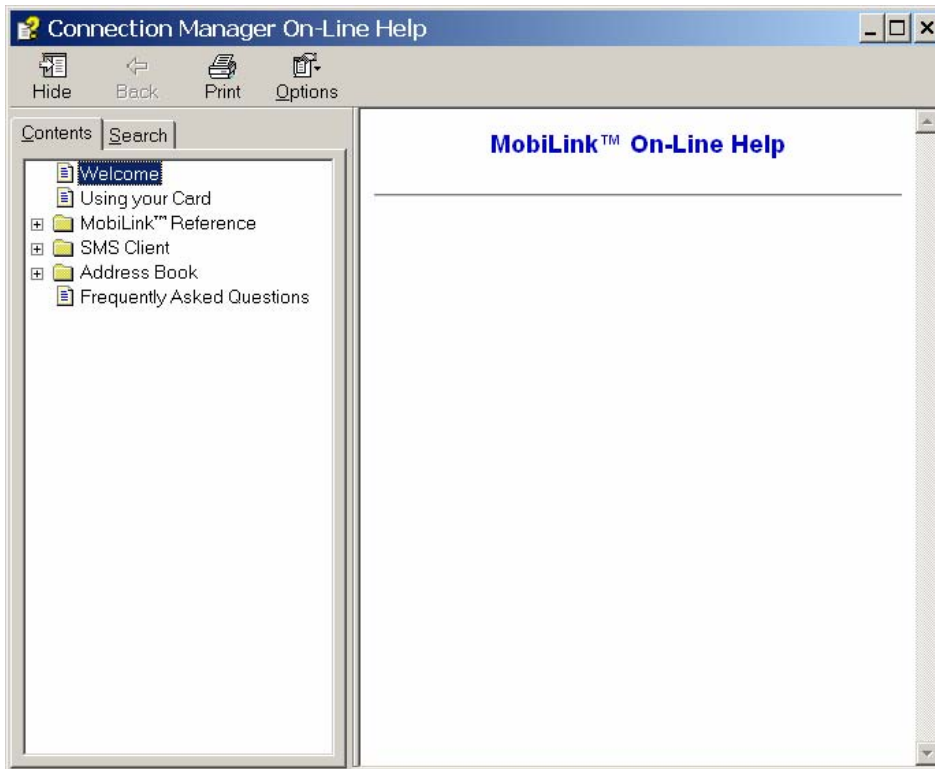 Connection Manager On-Line Help
Hide Back Print Options
Contents Search
MobiLink™ On-Line Help
Welcome
Using your Card
MobiLink™ Reference
SMS Client
Address Book
Frequently Asked Questions